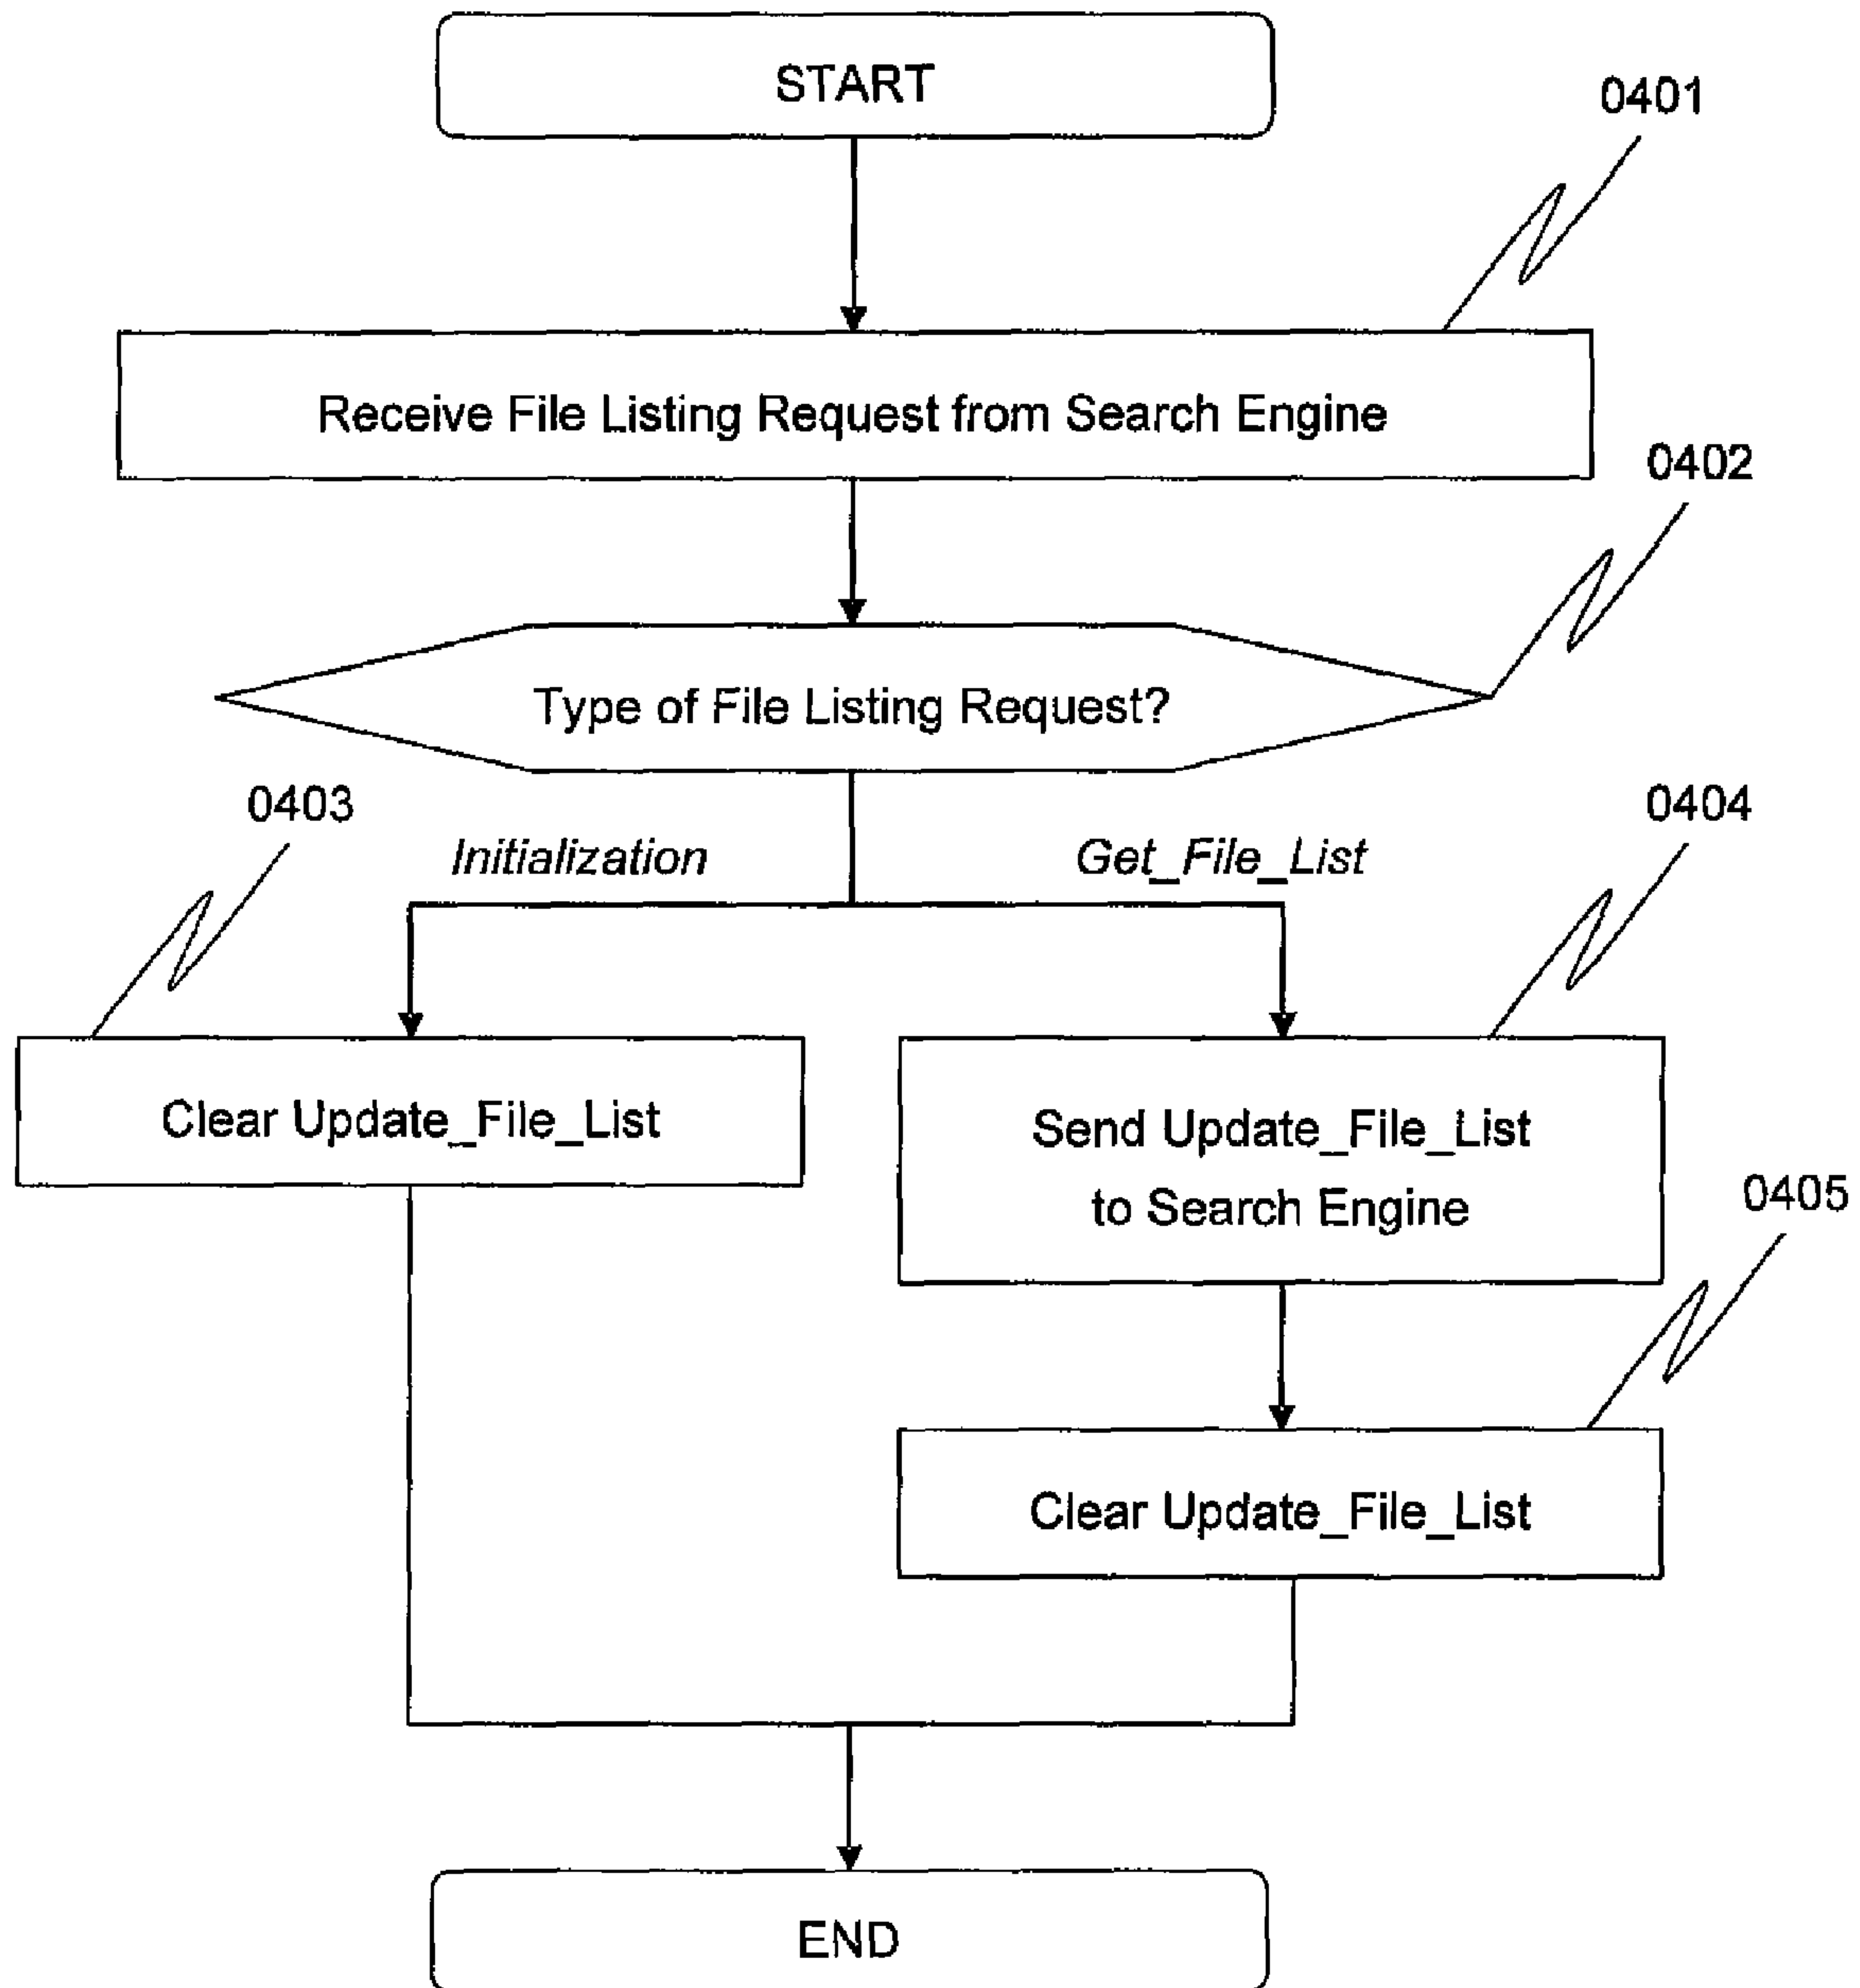 START
0401
Receive File Listing Request from Search Engine
0402
Type of File Listing Request?
0403
0404
Initialization
Get_File_List
Clear Update_File_List
Send Update_File_List
to Search Engine
0405
Clear Update_File_List
END